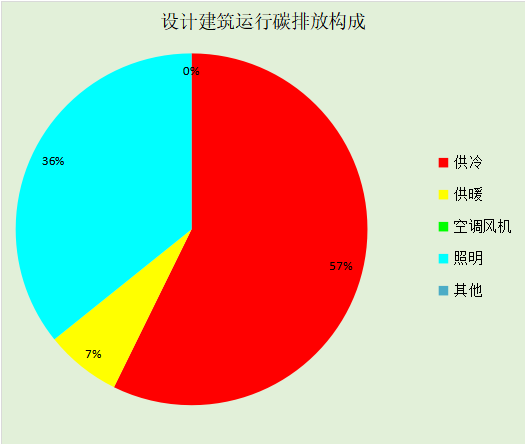 设计建筑运行碳排放构成
0%
36%
57%
7%
供冷
供暖
空调风机
照明
其他